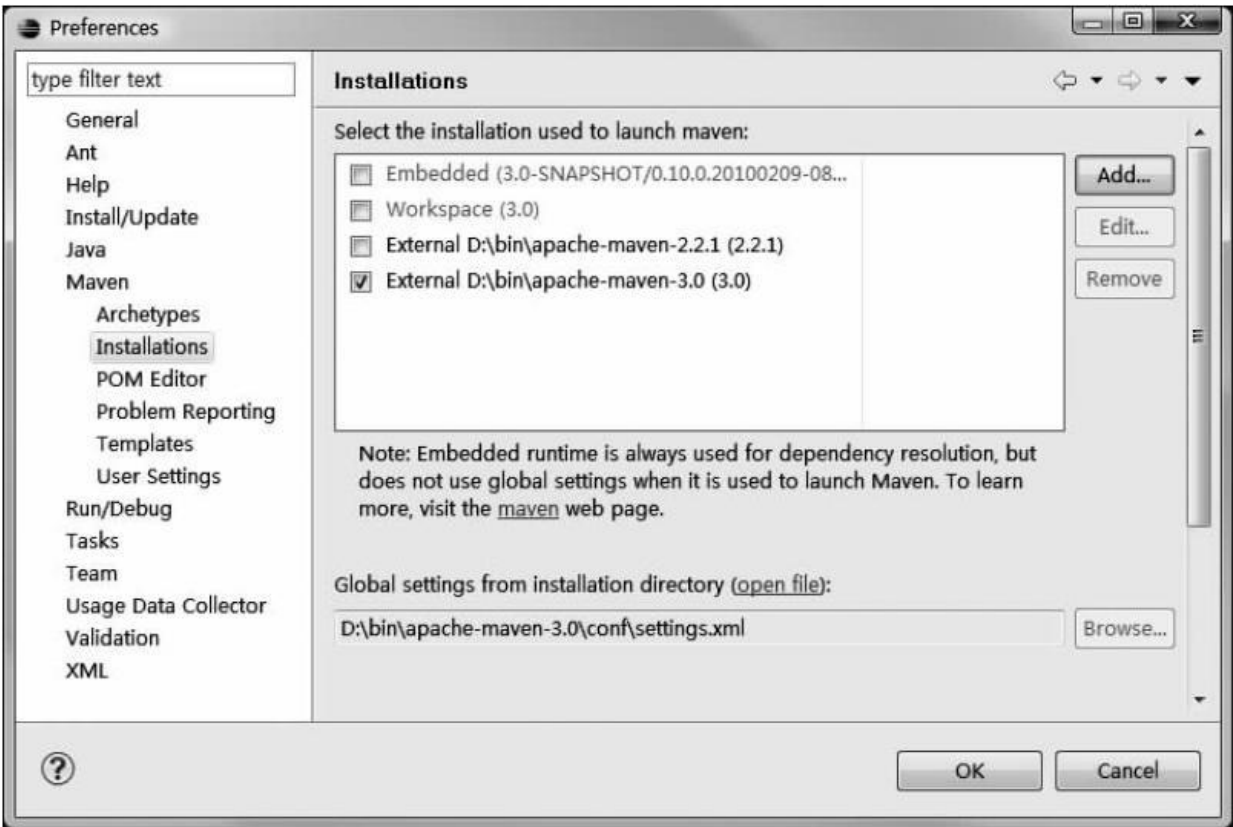 Preferences
type filter text
General
Ant
Help
Install/Update
Java
Maven
Archetypes
Installations
POM Editor
Problem Reporting
Templates
User Settings
Run/Debug
Tasks
Team
Usage Data Collector
Validation
XML
Installations
Select the installation used to launch maven:
Embedded (3.0-SNAPSHOT/0.10.0.20100209-08...
Workspace (3.0)
External D:\bin\apache-maven-2.2.1 (2.2.1)
External D:\bin\apache-maven-3.0 (3.0)
Add...
Edit...
Remove
Note: Embedded runtime is always used for dependency resolution, but
does not use global settings when it is used to launch Maven. To learn
more, visit the maven web page.
Global settings from installation directory (open file):
D:\bin\apache-maven-3.0\conf\settings.xml
Browse...
OK
Cancel